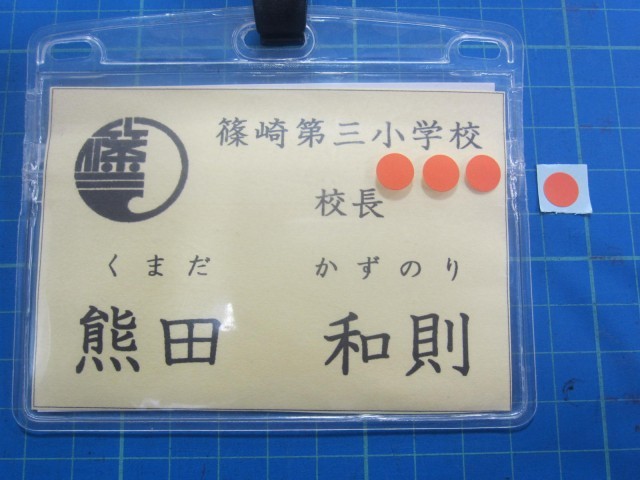 篠
篠崎第三小学校
校長
くまだ かずのり
熊田 和則